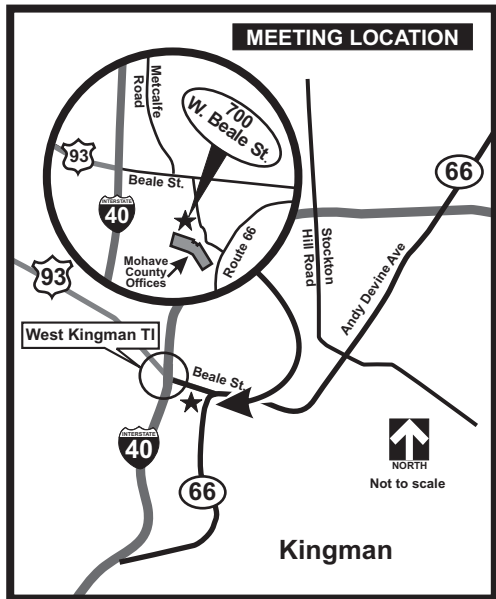 MEETING LOCATION
Metcalfe
Road
700
W. Beale St.
93
Beale St.
66
INTERSTATE
40
Mohave
County
Offices
Route 66
Stockton
Hill Road
Andy Devine Ave
93
West Kingman TI
Beale St.
INTERSTATE
40
66
NORTH
Not to scale
Kingman